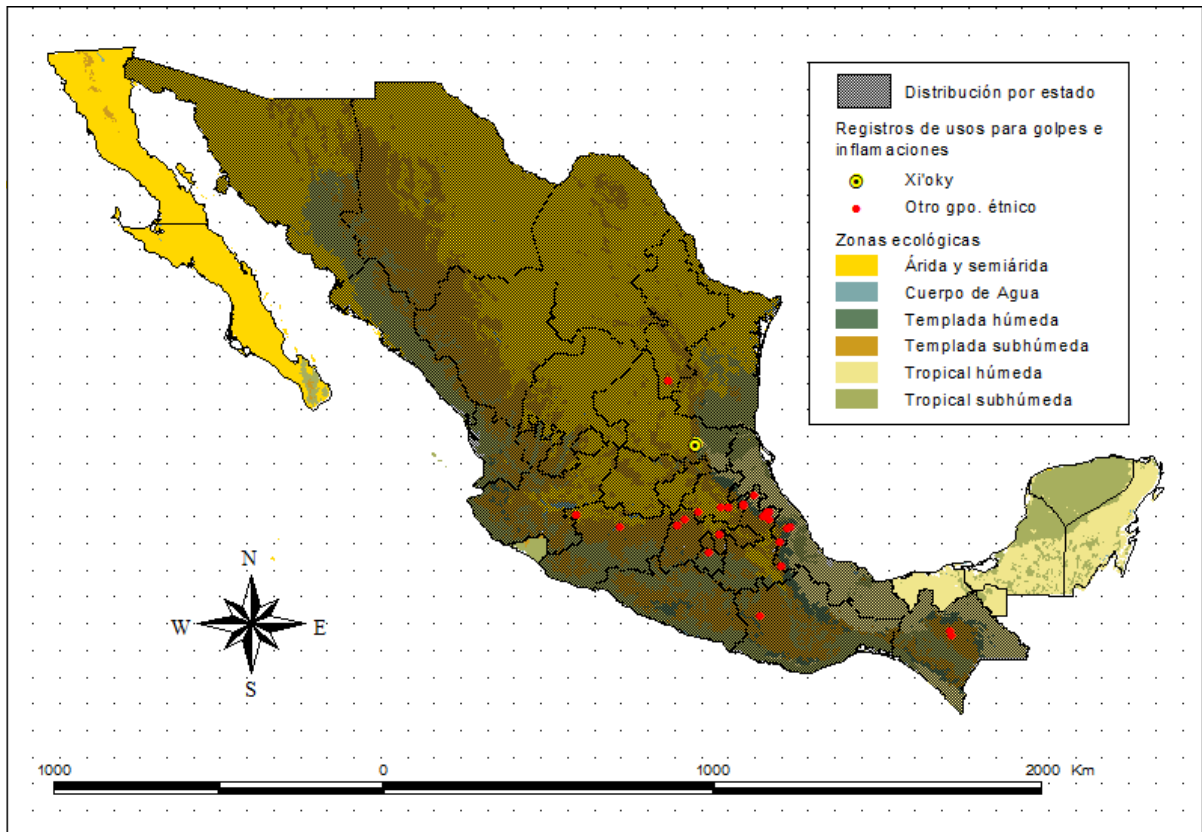 Distribución por estado
Registros de usos para golpes e
inflamaciones
Xi'oky
Otro gpo. étnico
Zonas ecológicas
Árida y semiárida
Cuerpo de Agua
Templada húmeda
Templada subhúmeda
Tropical húmeda
Tropical subhúmeda
N
W E
S
1000 0 1000 2000 Km